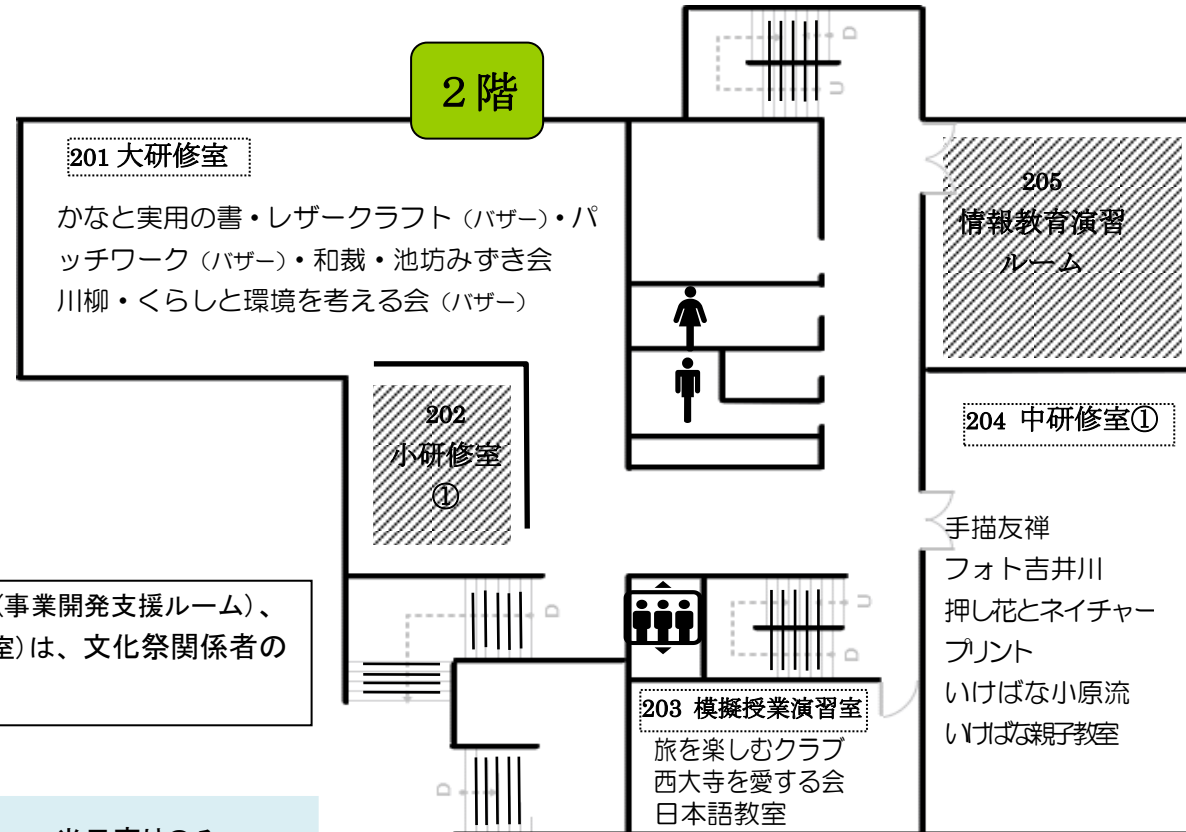 2階
201 大研修室
かなと実用の書・レザークラフト（バザー）・パ
ッチワーク（バザー）・和裁・池坊みずき会
川柳・くらしと環境を考える会（バザー）
202
小研修室
①
205
情報教育演習
ルーム
204 中研修室①
手描友禅
フォト吉井川
押し花とネイチャー
プリント
いけばな小原流
いけばな親子教室
203 模擬授業演習室
旅を楽しむクラブ
西大寺を愛する会
日本語教室
(事業開発支援ルーム)、
室)は、文化祭関係者の
D
U
D
U
D
D